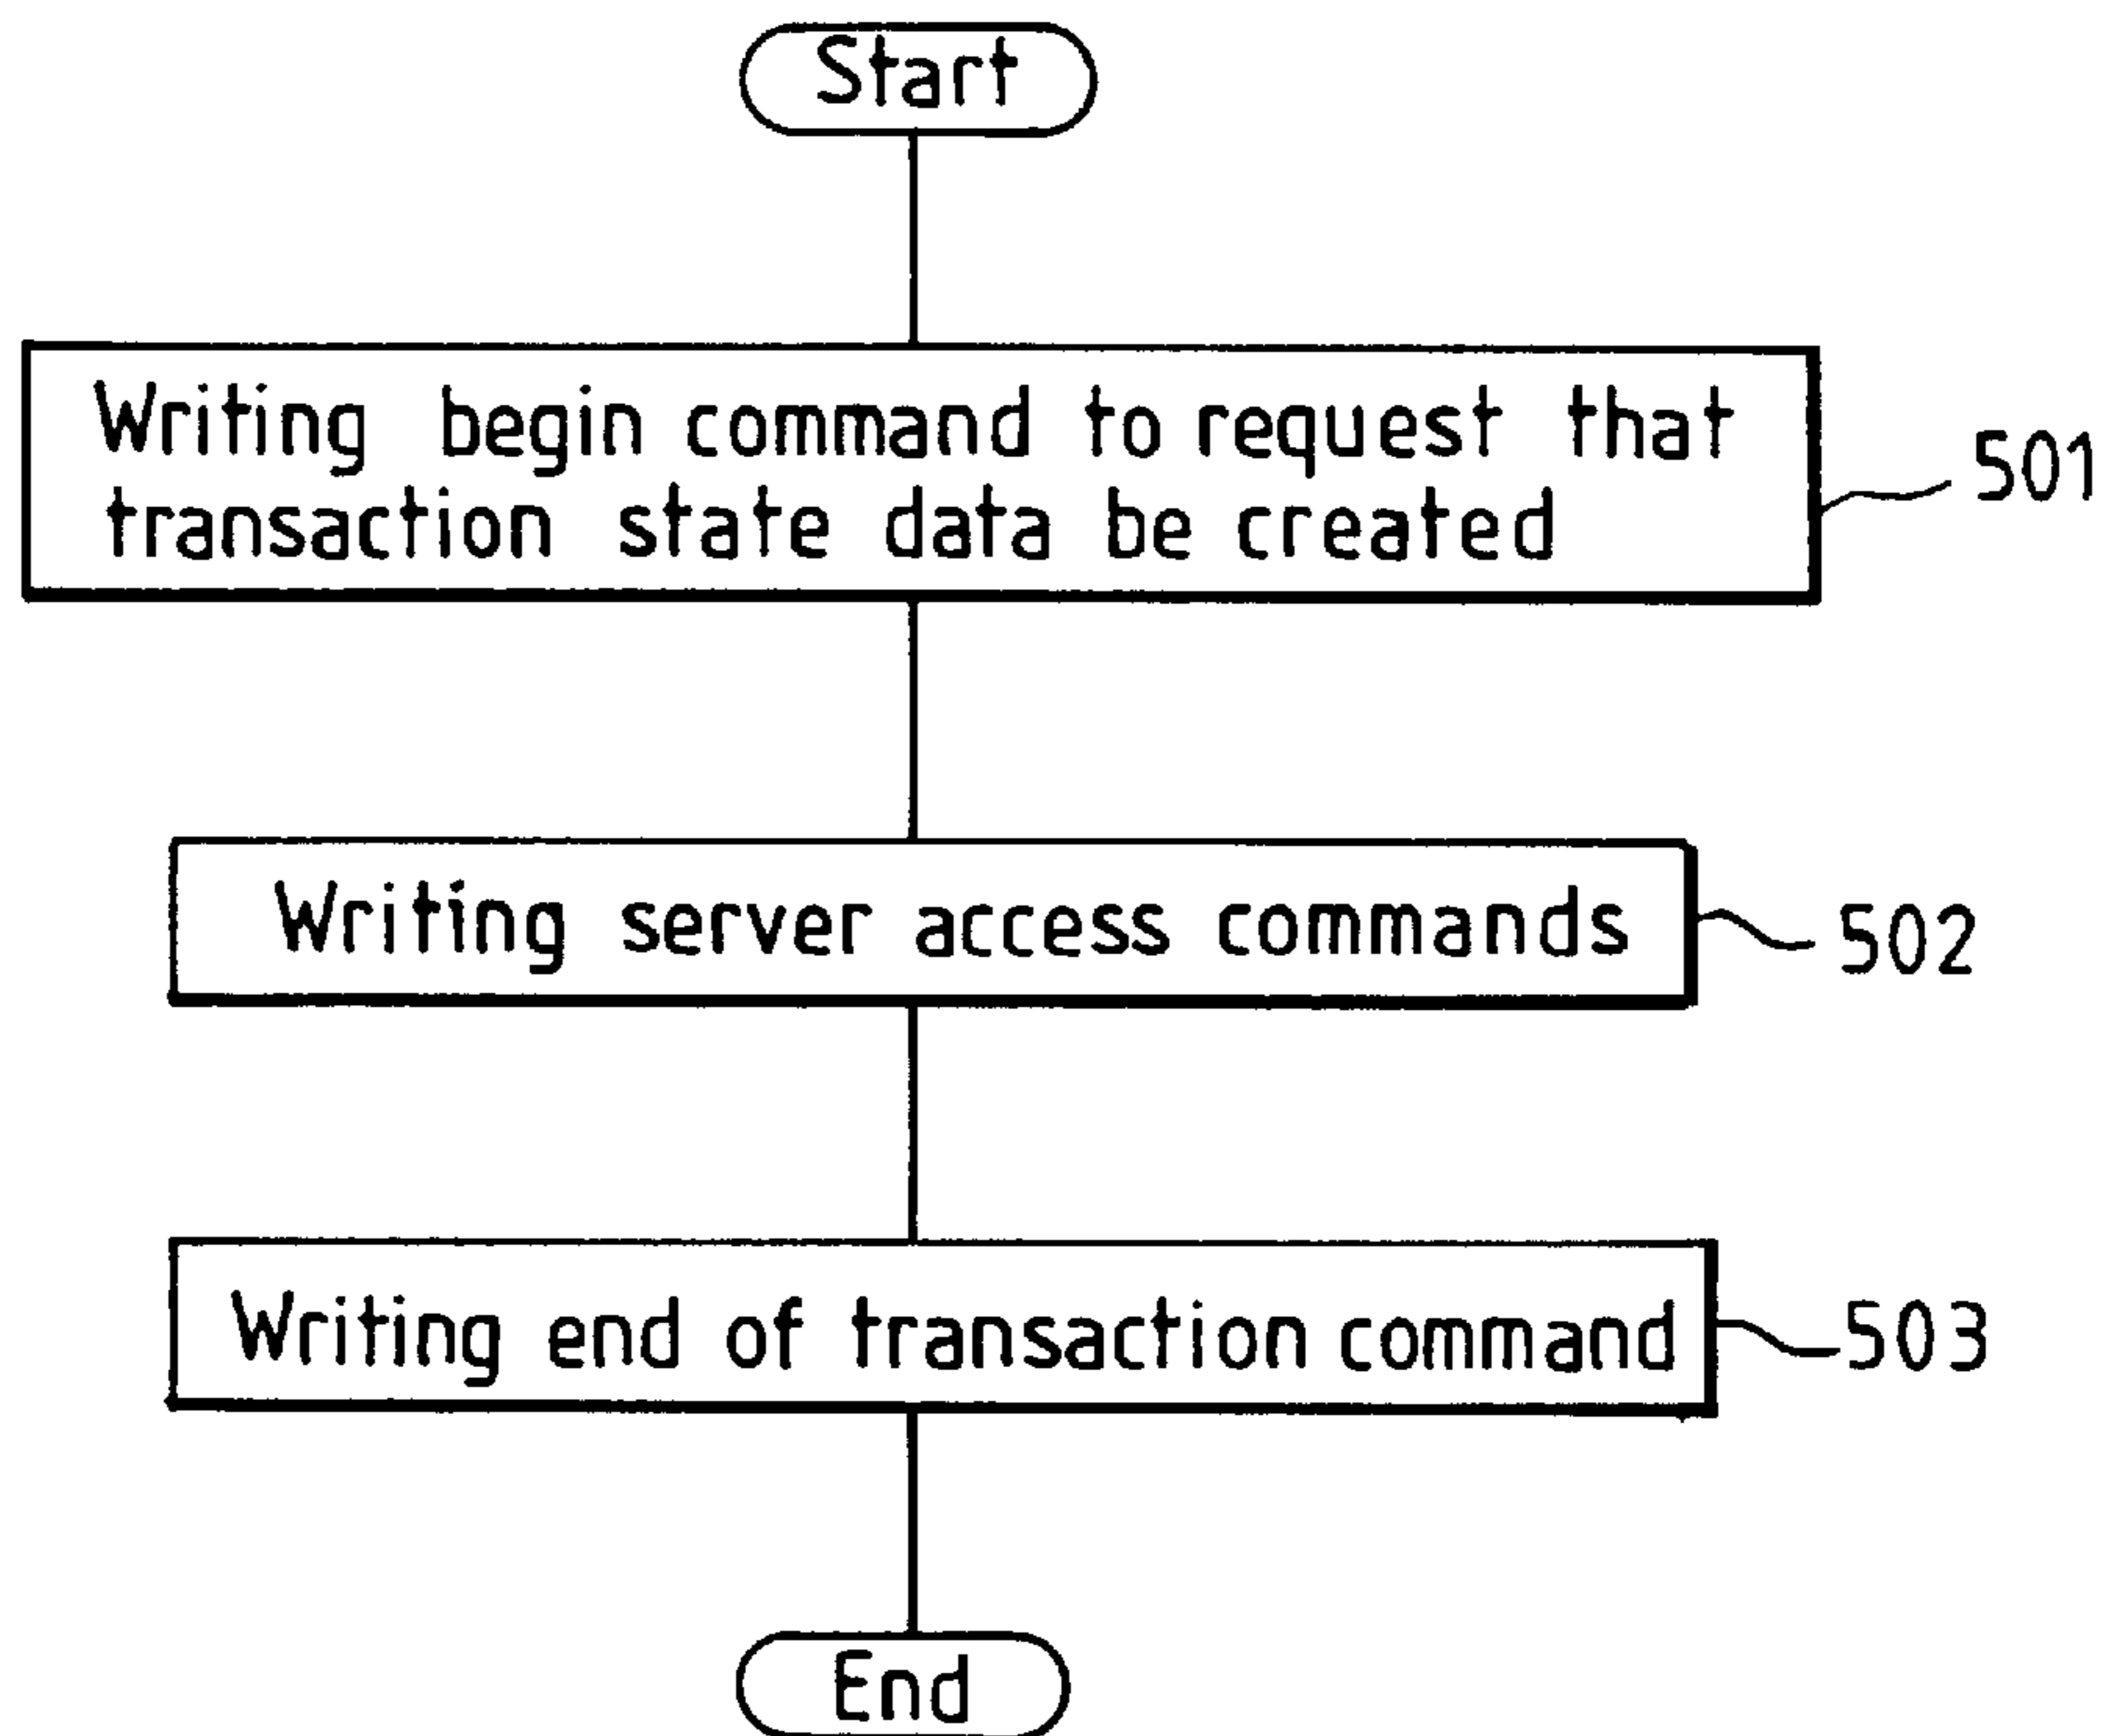 Start
Writing begin command to request that
transaction state data be created
501
Writing server access commands
502
Writing end of transaction command
503
End